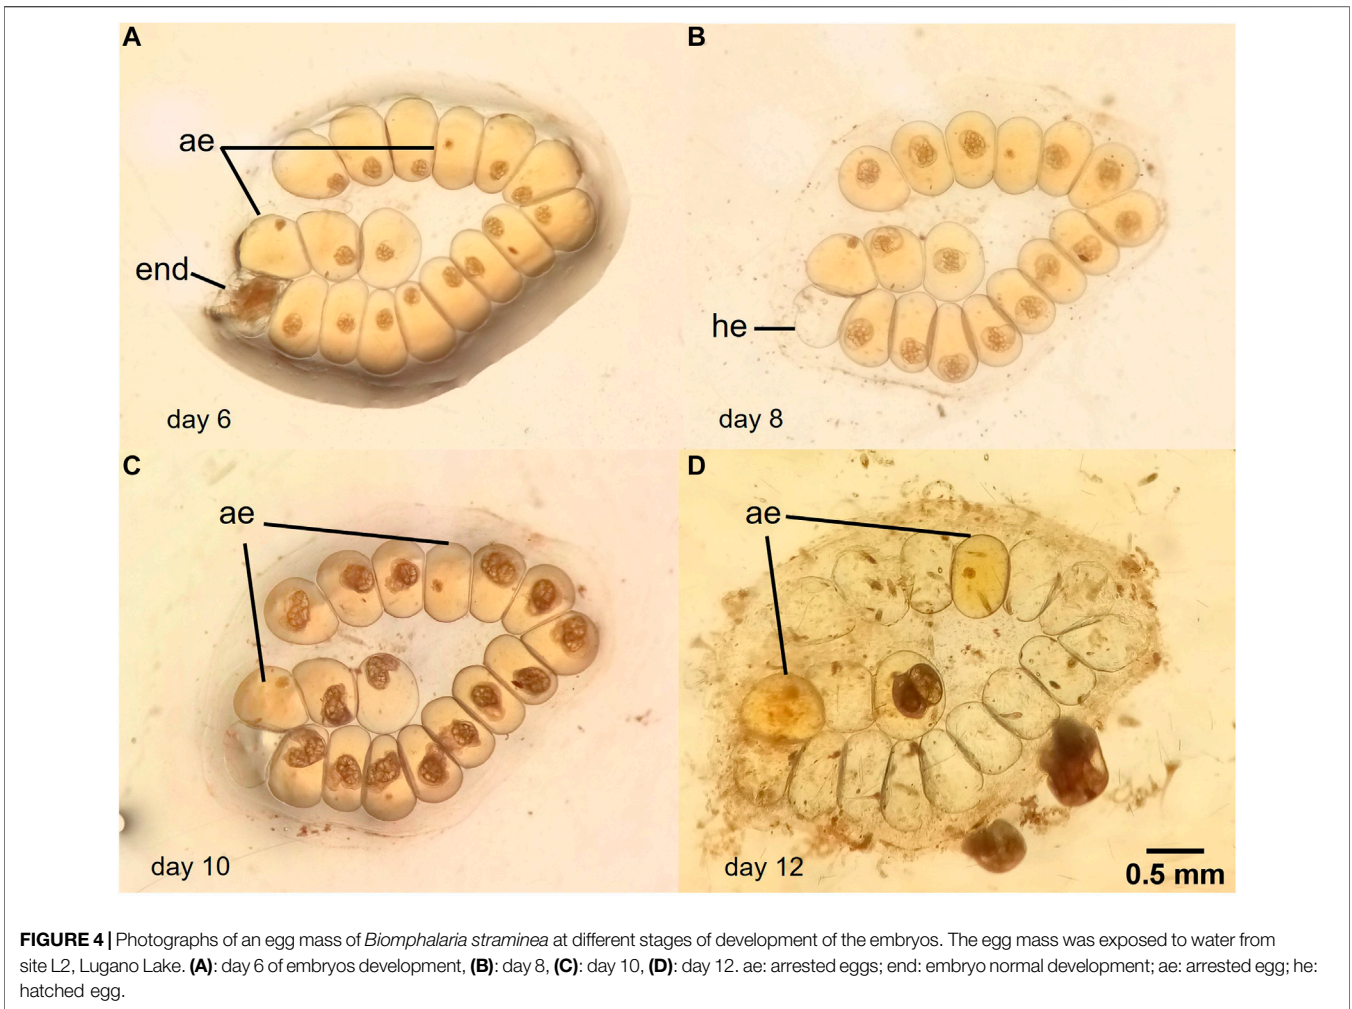 A
ae
end
day 6
B
he
day 8
C
ae
day 10
D
ae
day 12
0.5 mm
FIGURE 4 | Photographs of an egg mass of Biomphalaria straminea at different stages of development of the embryos. The egg mass was exposed to water from
site L2, Lugano Lake. (A): day 6 of embryos development, (B): day 8, (C): day 10, (D): day 12. ae: arrested eggs; end: embryo normal development; ae: arrested egg; he:
hatched egg.